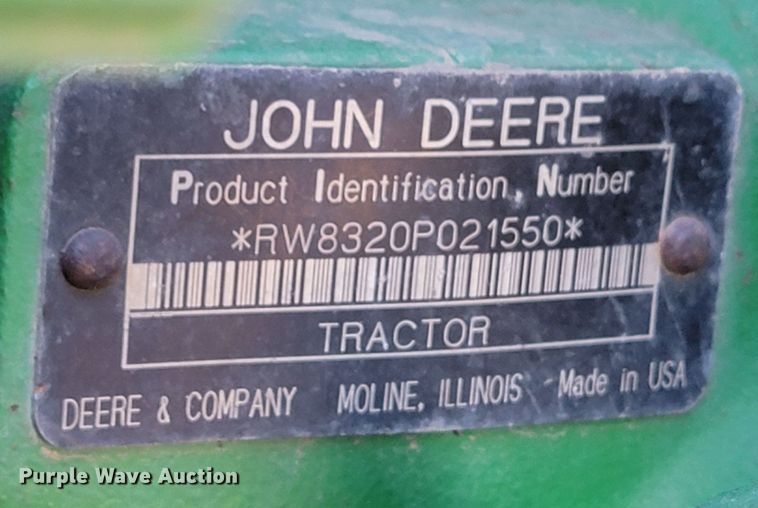 JOHN DEERE
Product Identification Number
*RW8320P021550*
TRACTOR
DEERE & COMPANY MOLINE, ILLINOIS Made in USA
Purple Wave Auction